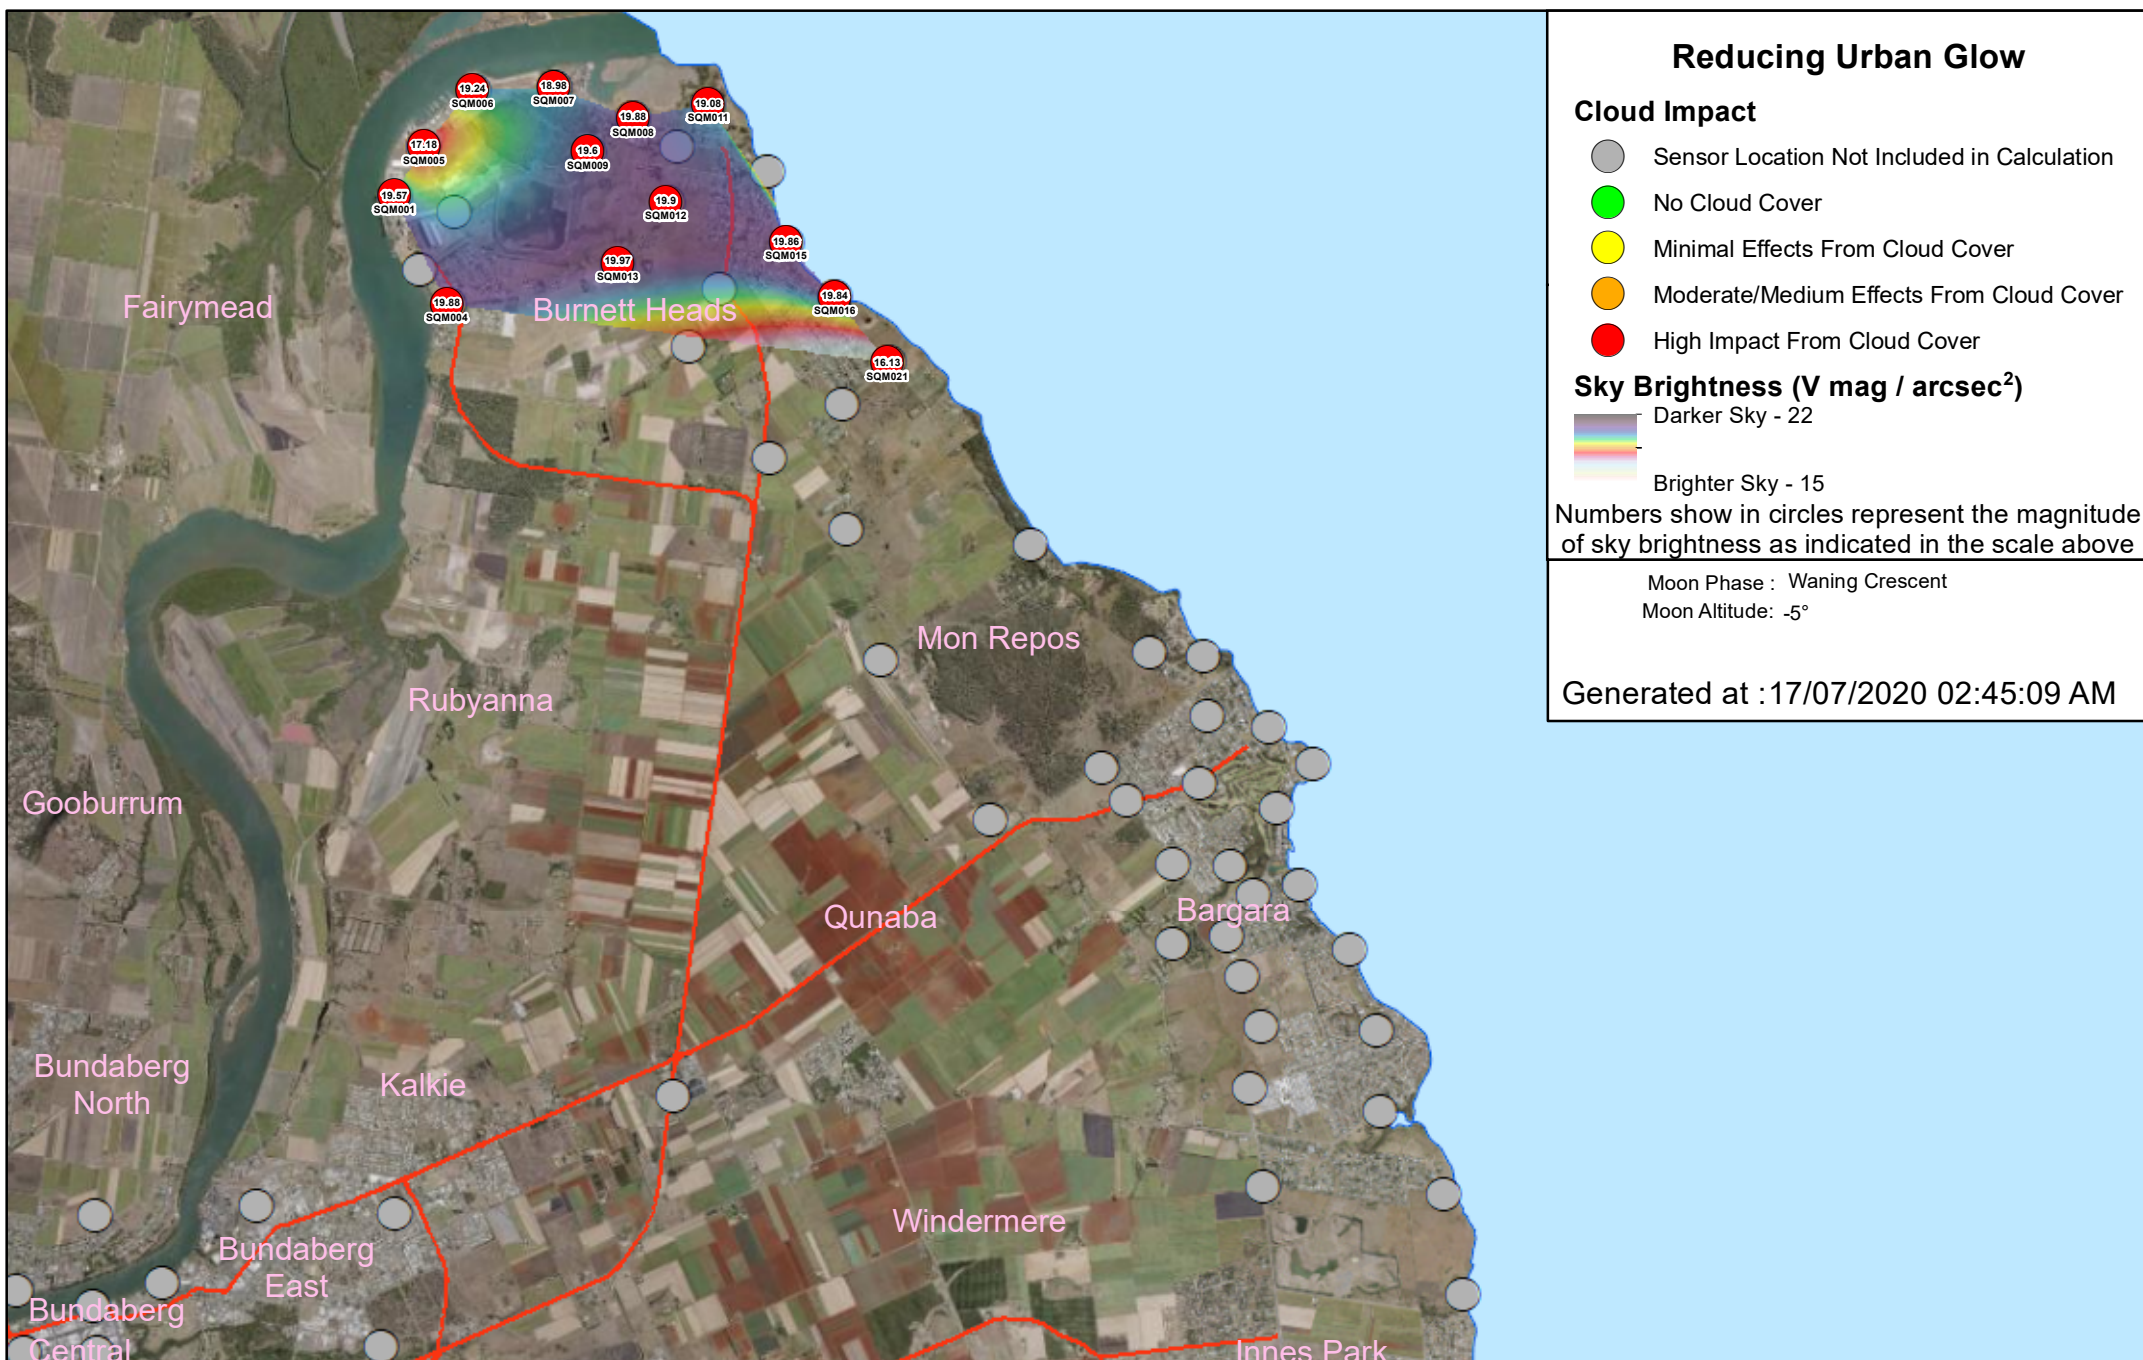 Reducing Urban Glow
Cloud Impact
Sensor Location Not Included in Calculation
No Cloud Cover
Minimal Effects From Cloud Cover
Moderate/Medium Effects From Cloud Cover
High Impact From Cloud Cover
Sky Brightness (V mag / arcsec²)
Darker Sky - 22
Brighter Sky - 15
Numbers show in circles represent the magnitude
of sky brightness as indicated in the scale above
Moon Phase : Waning Crescent
Moon Altitude: -5°
Generated at :17/07/2020 02:45:09 AM
19.24
SQM006
18.98
SQM007
19.88
SQM008
19.08
SQM011
17.18
SQM005
19.6
SQM009
19.57
SQM001
19.9
SQM012
19.86
SQM015
19.97
SQM013
19.88
SQM004
19.84
SQM016
16.13
SQM021
Fairymead
Burnett Heads
Mon Repos
Rubyanna
Gooburrum
Qunaba
Bargara
Bundaberg
North
Kalkie
Windermere
Bundaberg
East
Bundaberg
Central
Innes Park